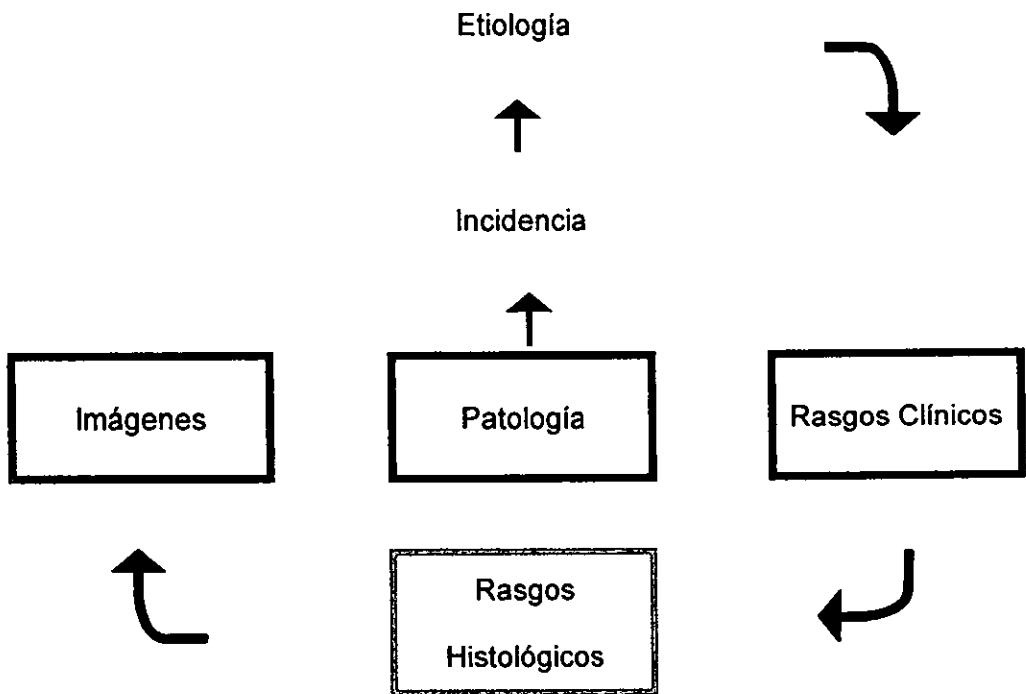 Etiología
Incidencia
Imágenes
Patología
Rasgos Clínicos
Rasgos
Histológicos